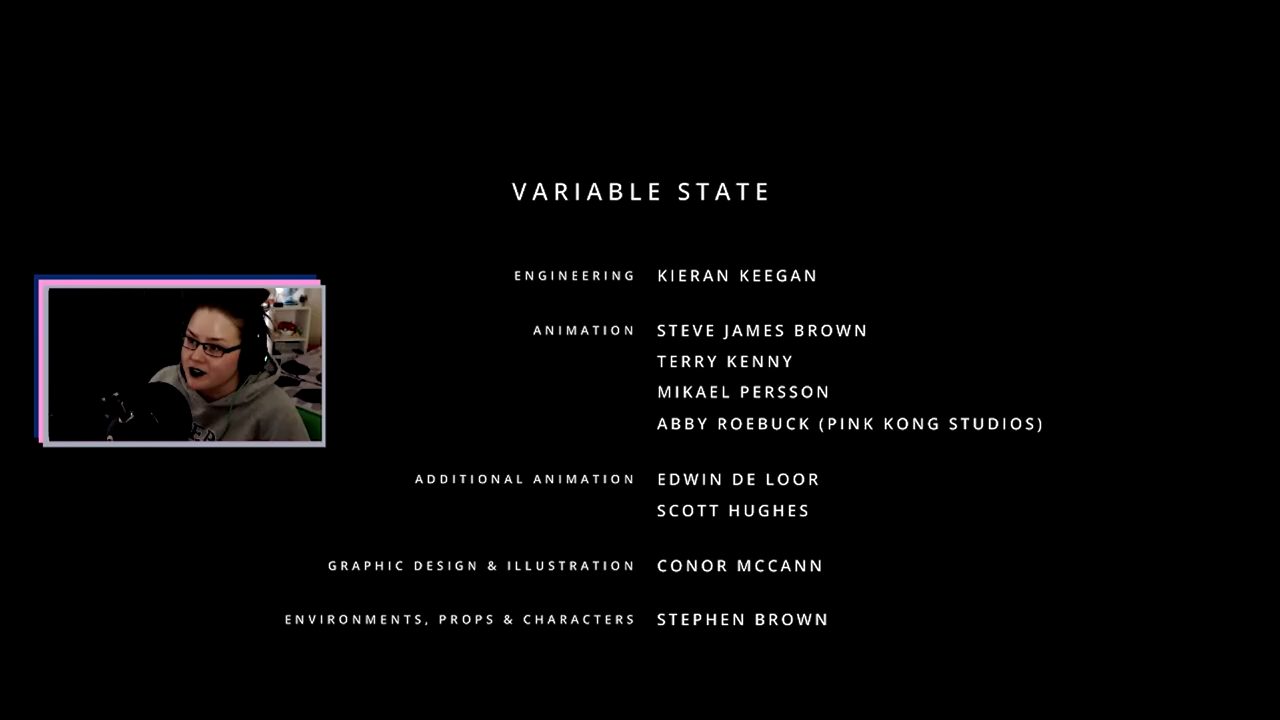 VARIABLE STATE
ENGINEERING KIERAN KEEGAN
ANIMATION STEVE JAMES BROWN
TERRY KENNY
MIKAEL PERSSON
ABBY ROEBUCK (PINK KONG STUDIOS)
ADDITIONAL ANIMATION EDWIN DE LOOR
SCOTT HUGHES
GRAPHIC DESIGN & ILLUSTRATION CONOR MCCANN
ENVIRONMENTS, PROPS & CHARACTERS STEPHEN BROWN